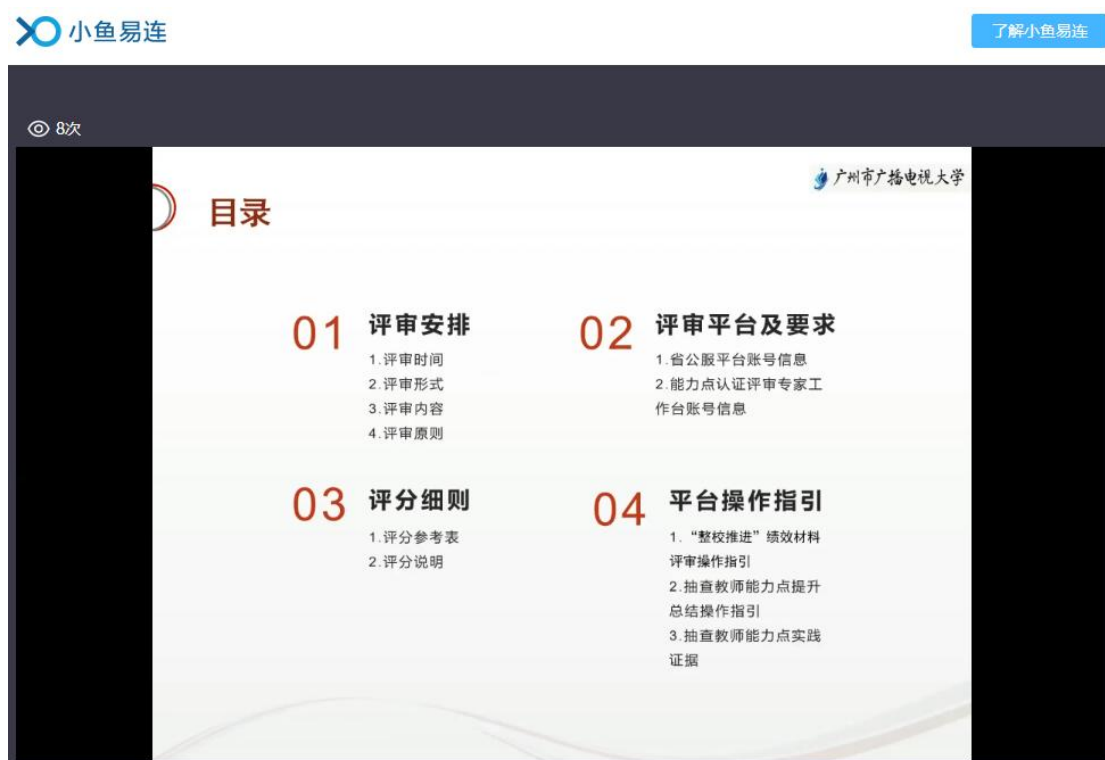 小鱼易连
了解小鱼易连
8次
广州市广播电视大学
目录
01
评审安排
1.评审时间
2.评审形式
3.评审内容
4.评审原则
02
评审平台及要求
1.省公服平台账号信息
2.能力点认证评审专家工
作台账号信息
03
评分细则
1.评分参考表
2.评分说明
04
平台操作指引
1.“整校推进”绩效材料
评审操作指引
2.抽查教师能力点提升
总结操作指引
3.抽查教师能力点实践
证据